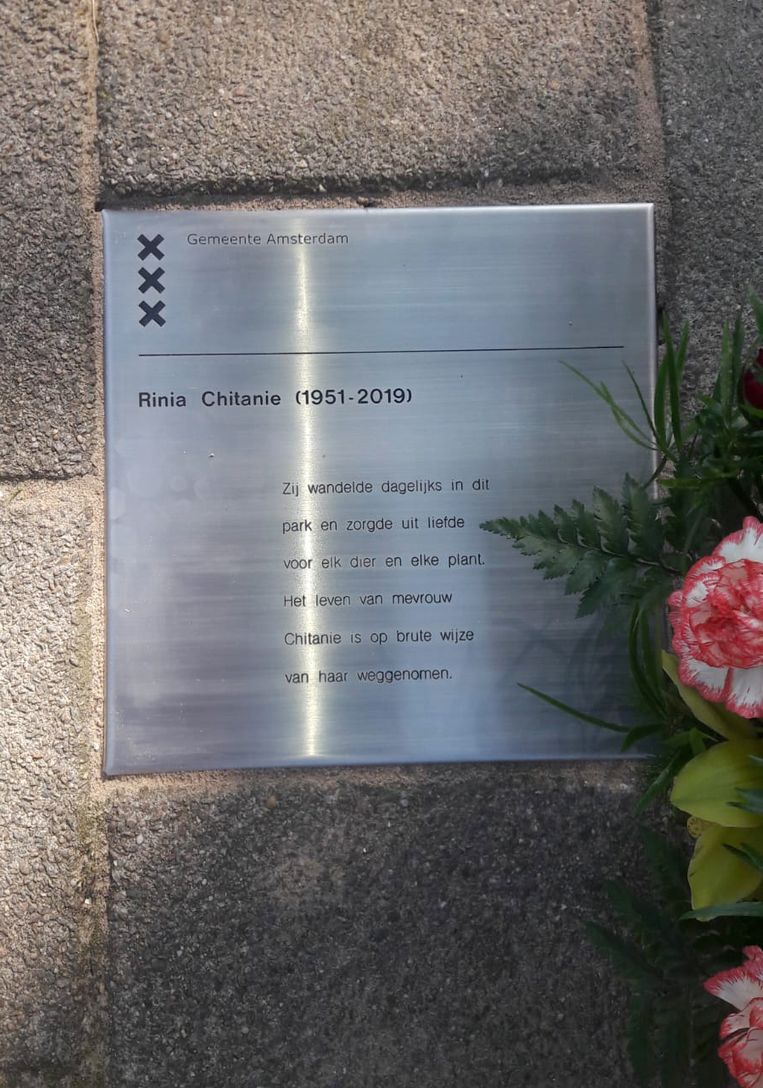 Gemeente Amsterdam
Rinia Chitanie (1951-2019)
Zij wandelde dagelijks in dit
park en zorgde uit liefde
voor elk dier en elke plant.
Het leven van mevrouw
Chitanie is op brute wijze
van haar weggenomen.